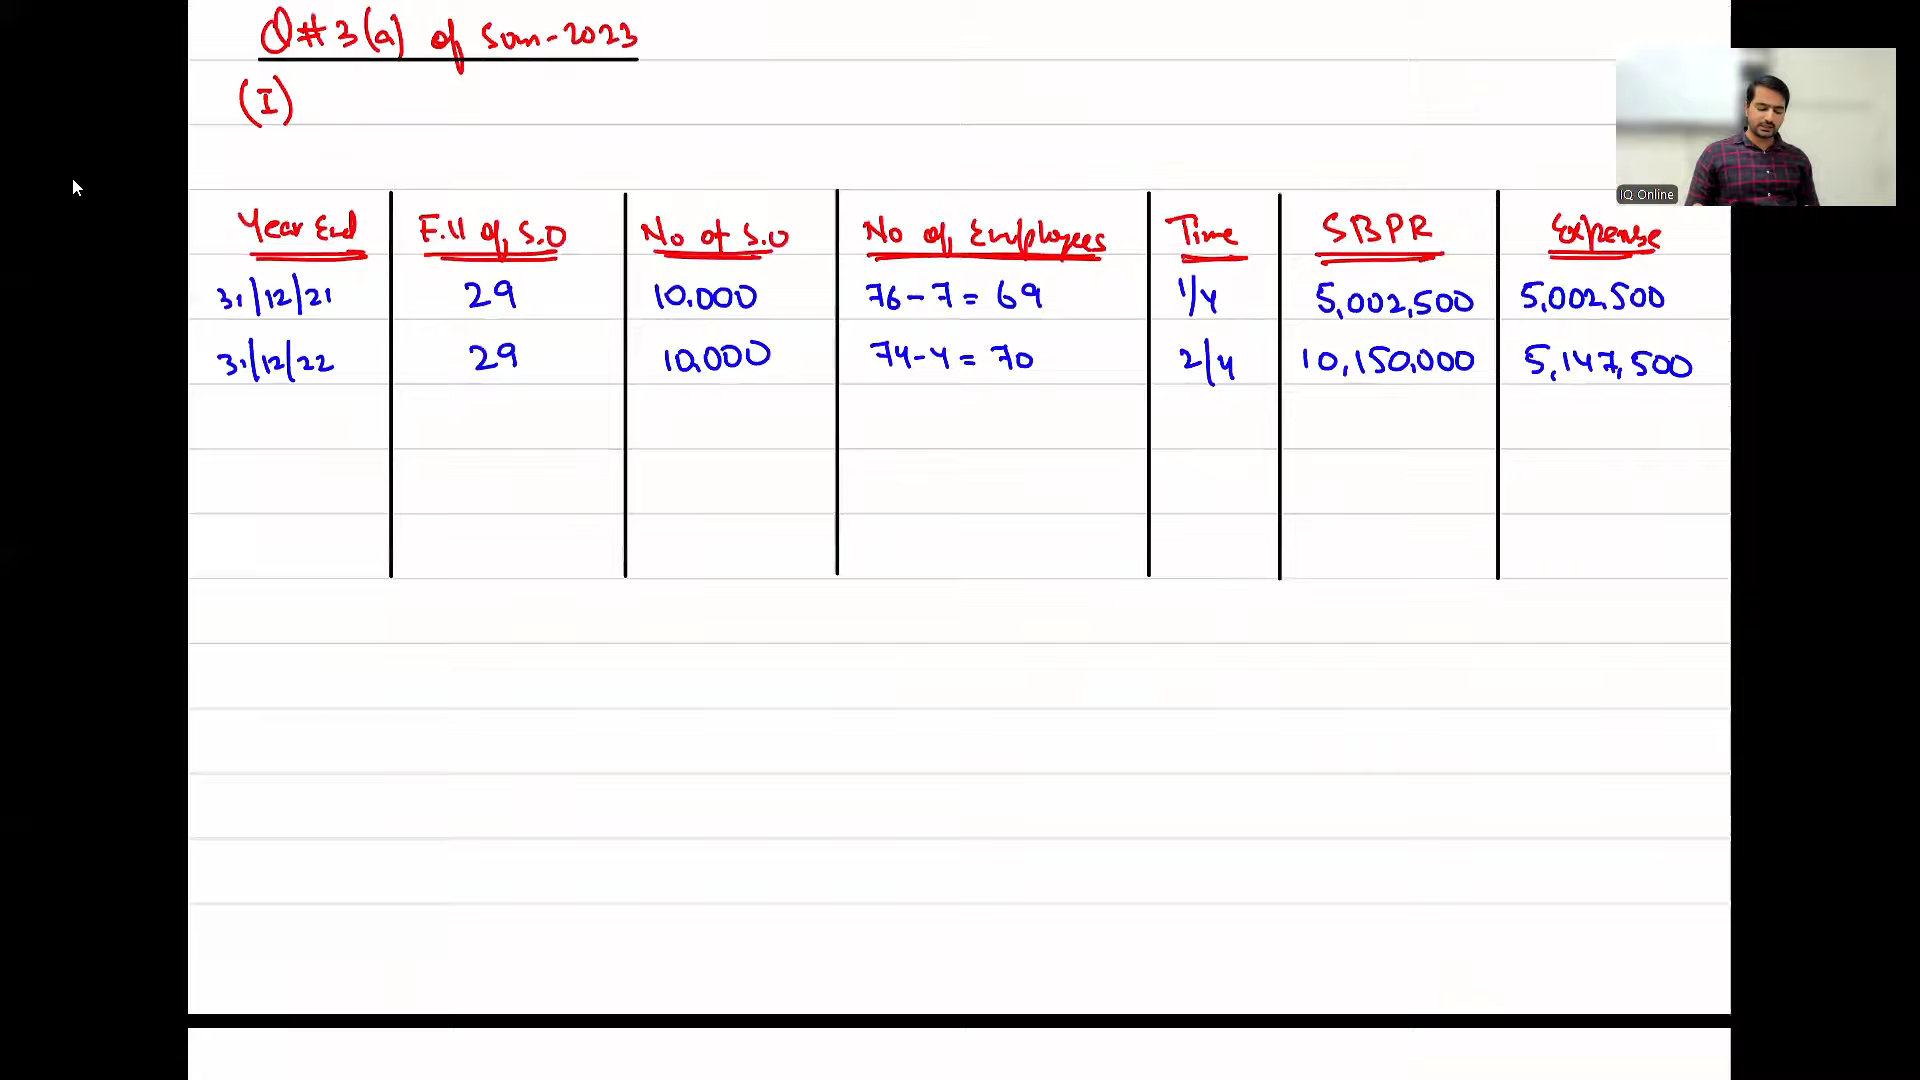 Q#3(a) of Sum-2023
(I)
IQ Online
Year End F.V of S.O No of S.O No of Employees Time SBPR Expense
31/12/21 29 10,000 76-7= 69 1/4 5,002,500 5,002,500
31/12/22 29 10,000 74-4= 70 2/4 10,150,000 5,147,500